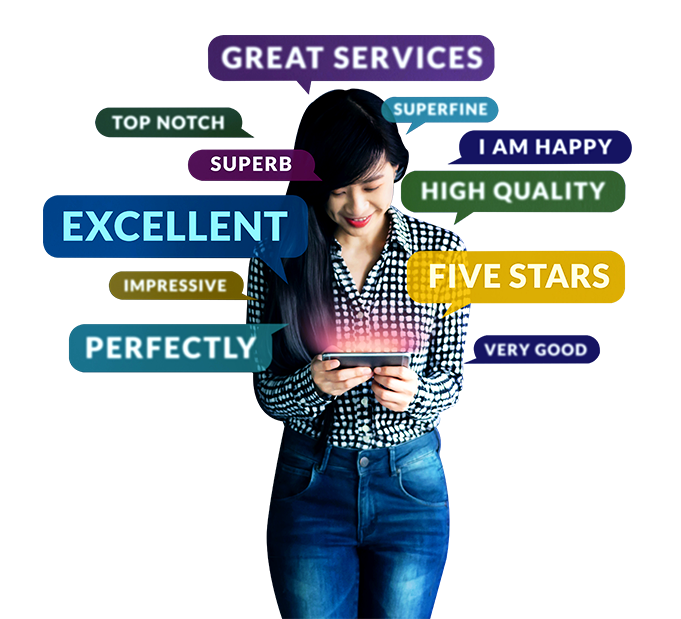 GREAT SERVICES
SUPERFINE
TOP NOTCH
I AM HAPPY
SUPERB
HIGH QUALITY
EXCELLENT
FIVE STARS
IMPRESSIVE
PERFECTLY
VERY GOOD